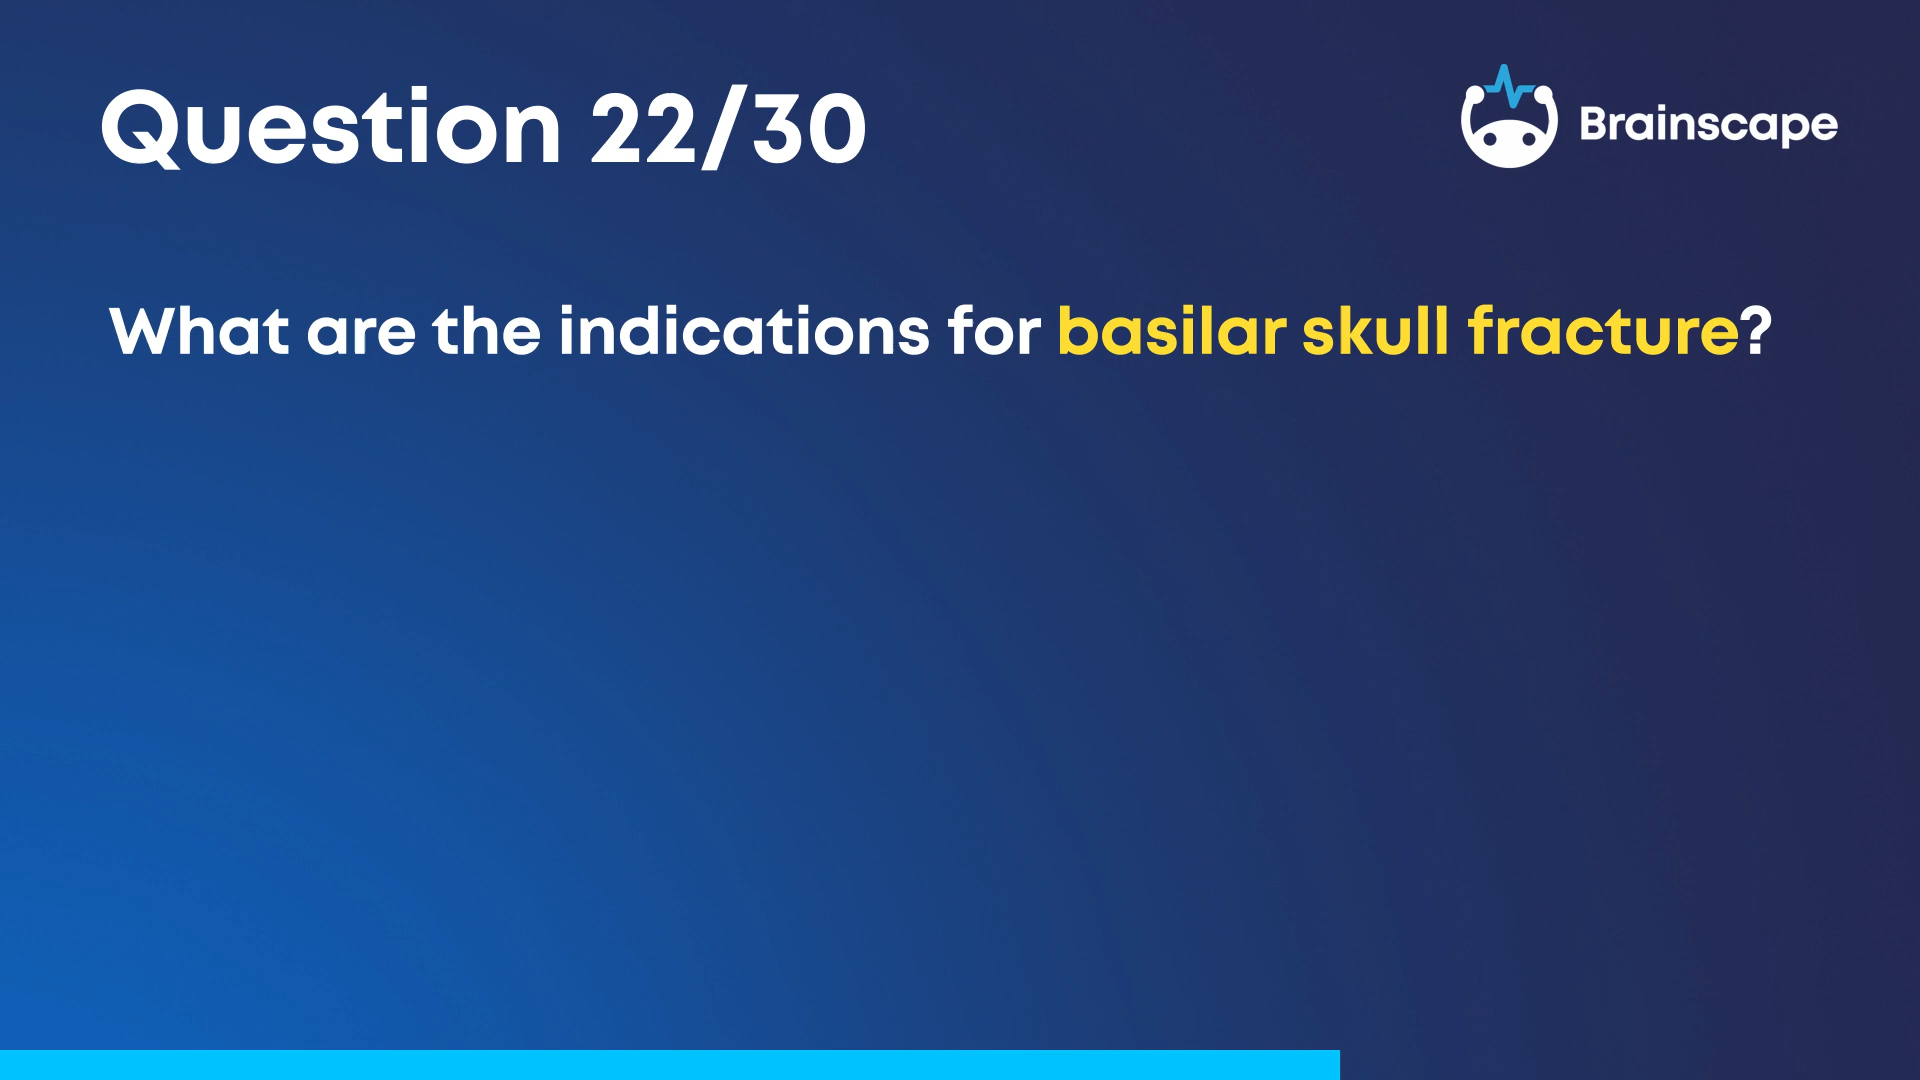 Question 22/30
Brainscape
What are the indications for basilar skull fracture?